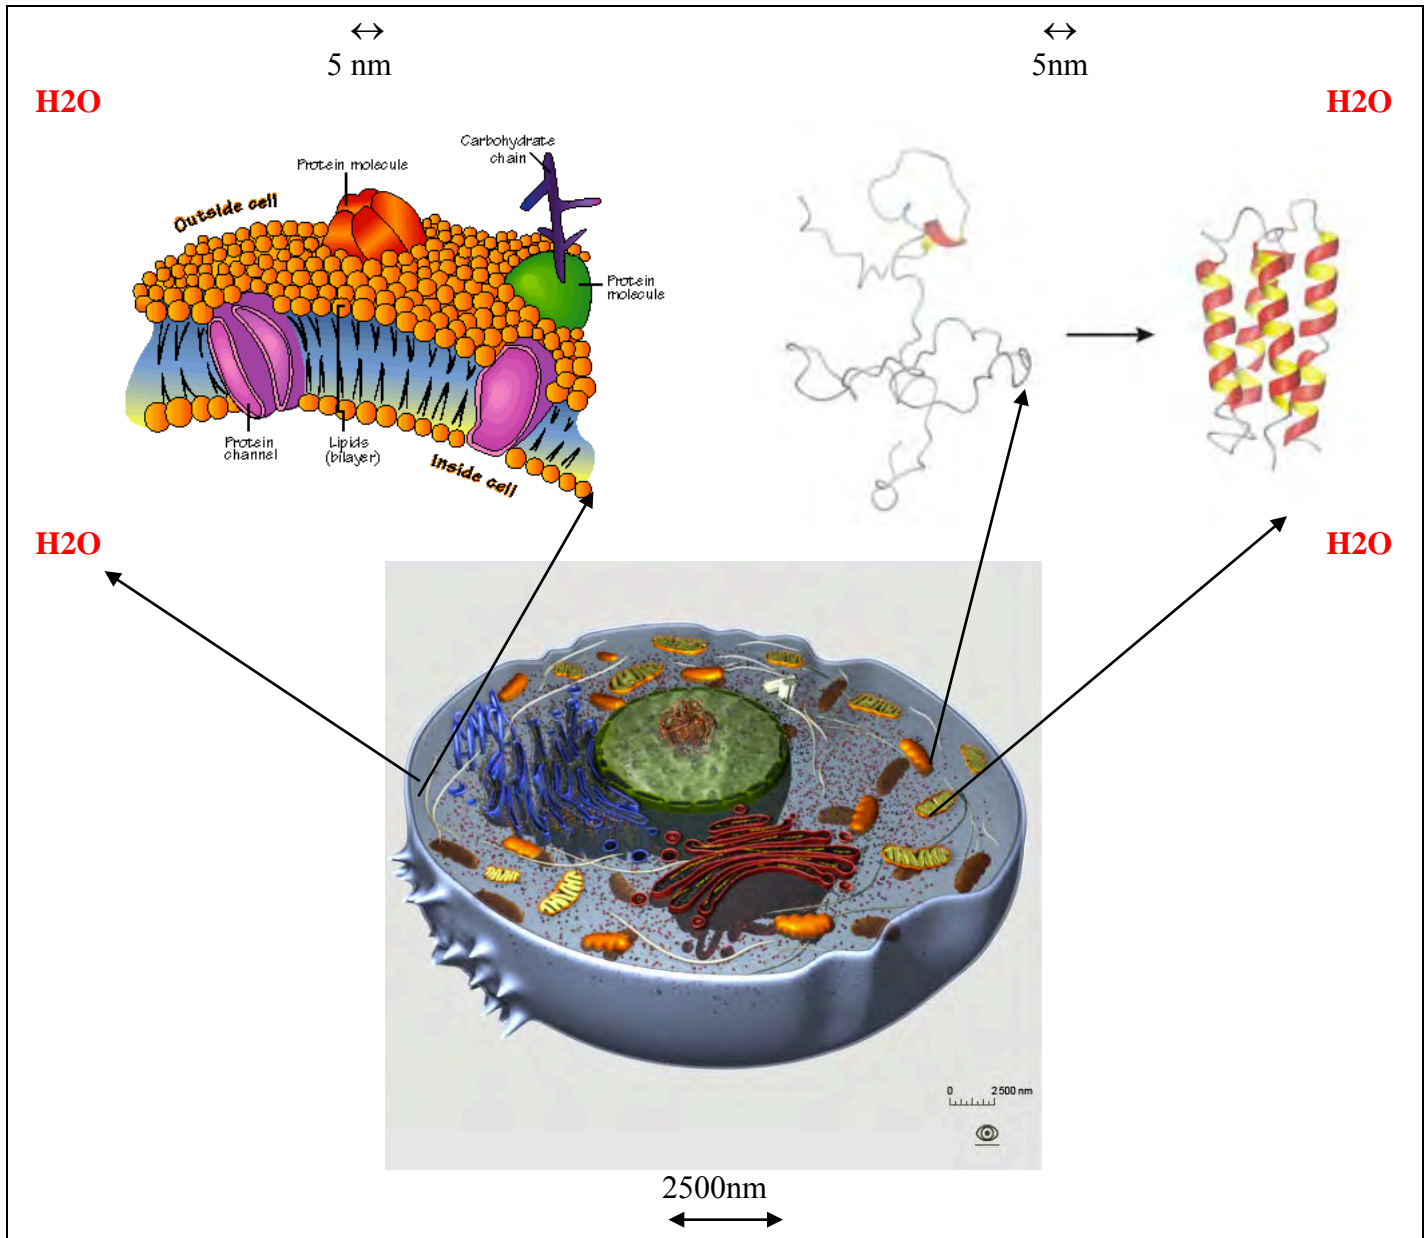 5 nm
5nm
H2O
H2O
Carbohydrate
chain
Protein molecule
Outside cell
Protein
molecule
Protein
channel
Lipids
(bilayer)
Inside cell
H2O
H2O
0 2500 nm
2500nm